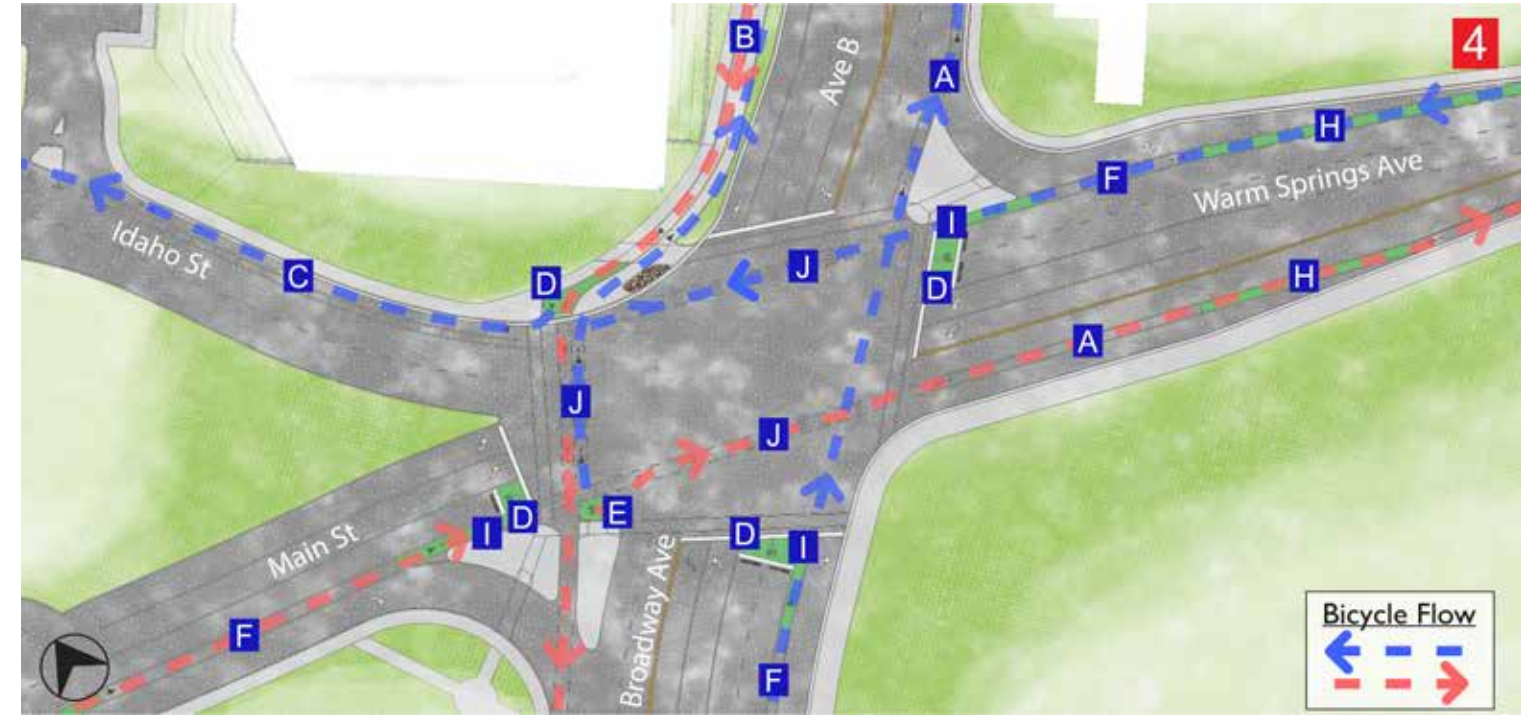 4
B
Ave B
A
H
F
Warm Springs Ave
Idaho St
C
D
J
I
D
H
A
J
J
Main St
I
D
E
D
I
Broadway Ave
F
F
Bicycle Flow